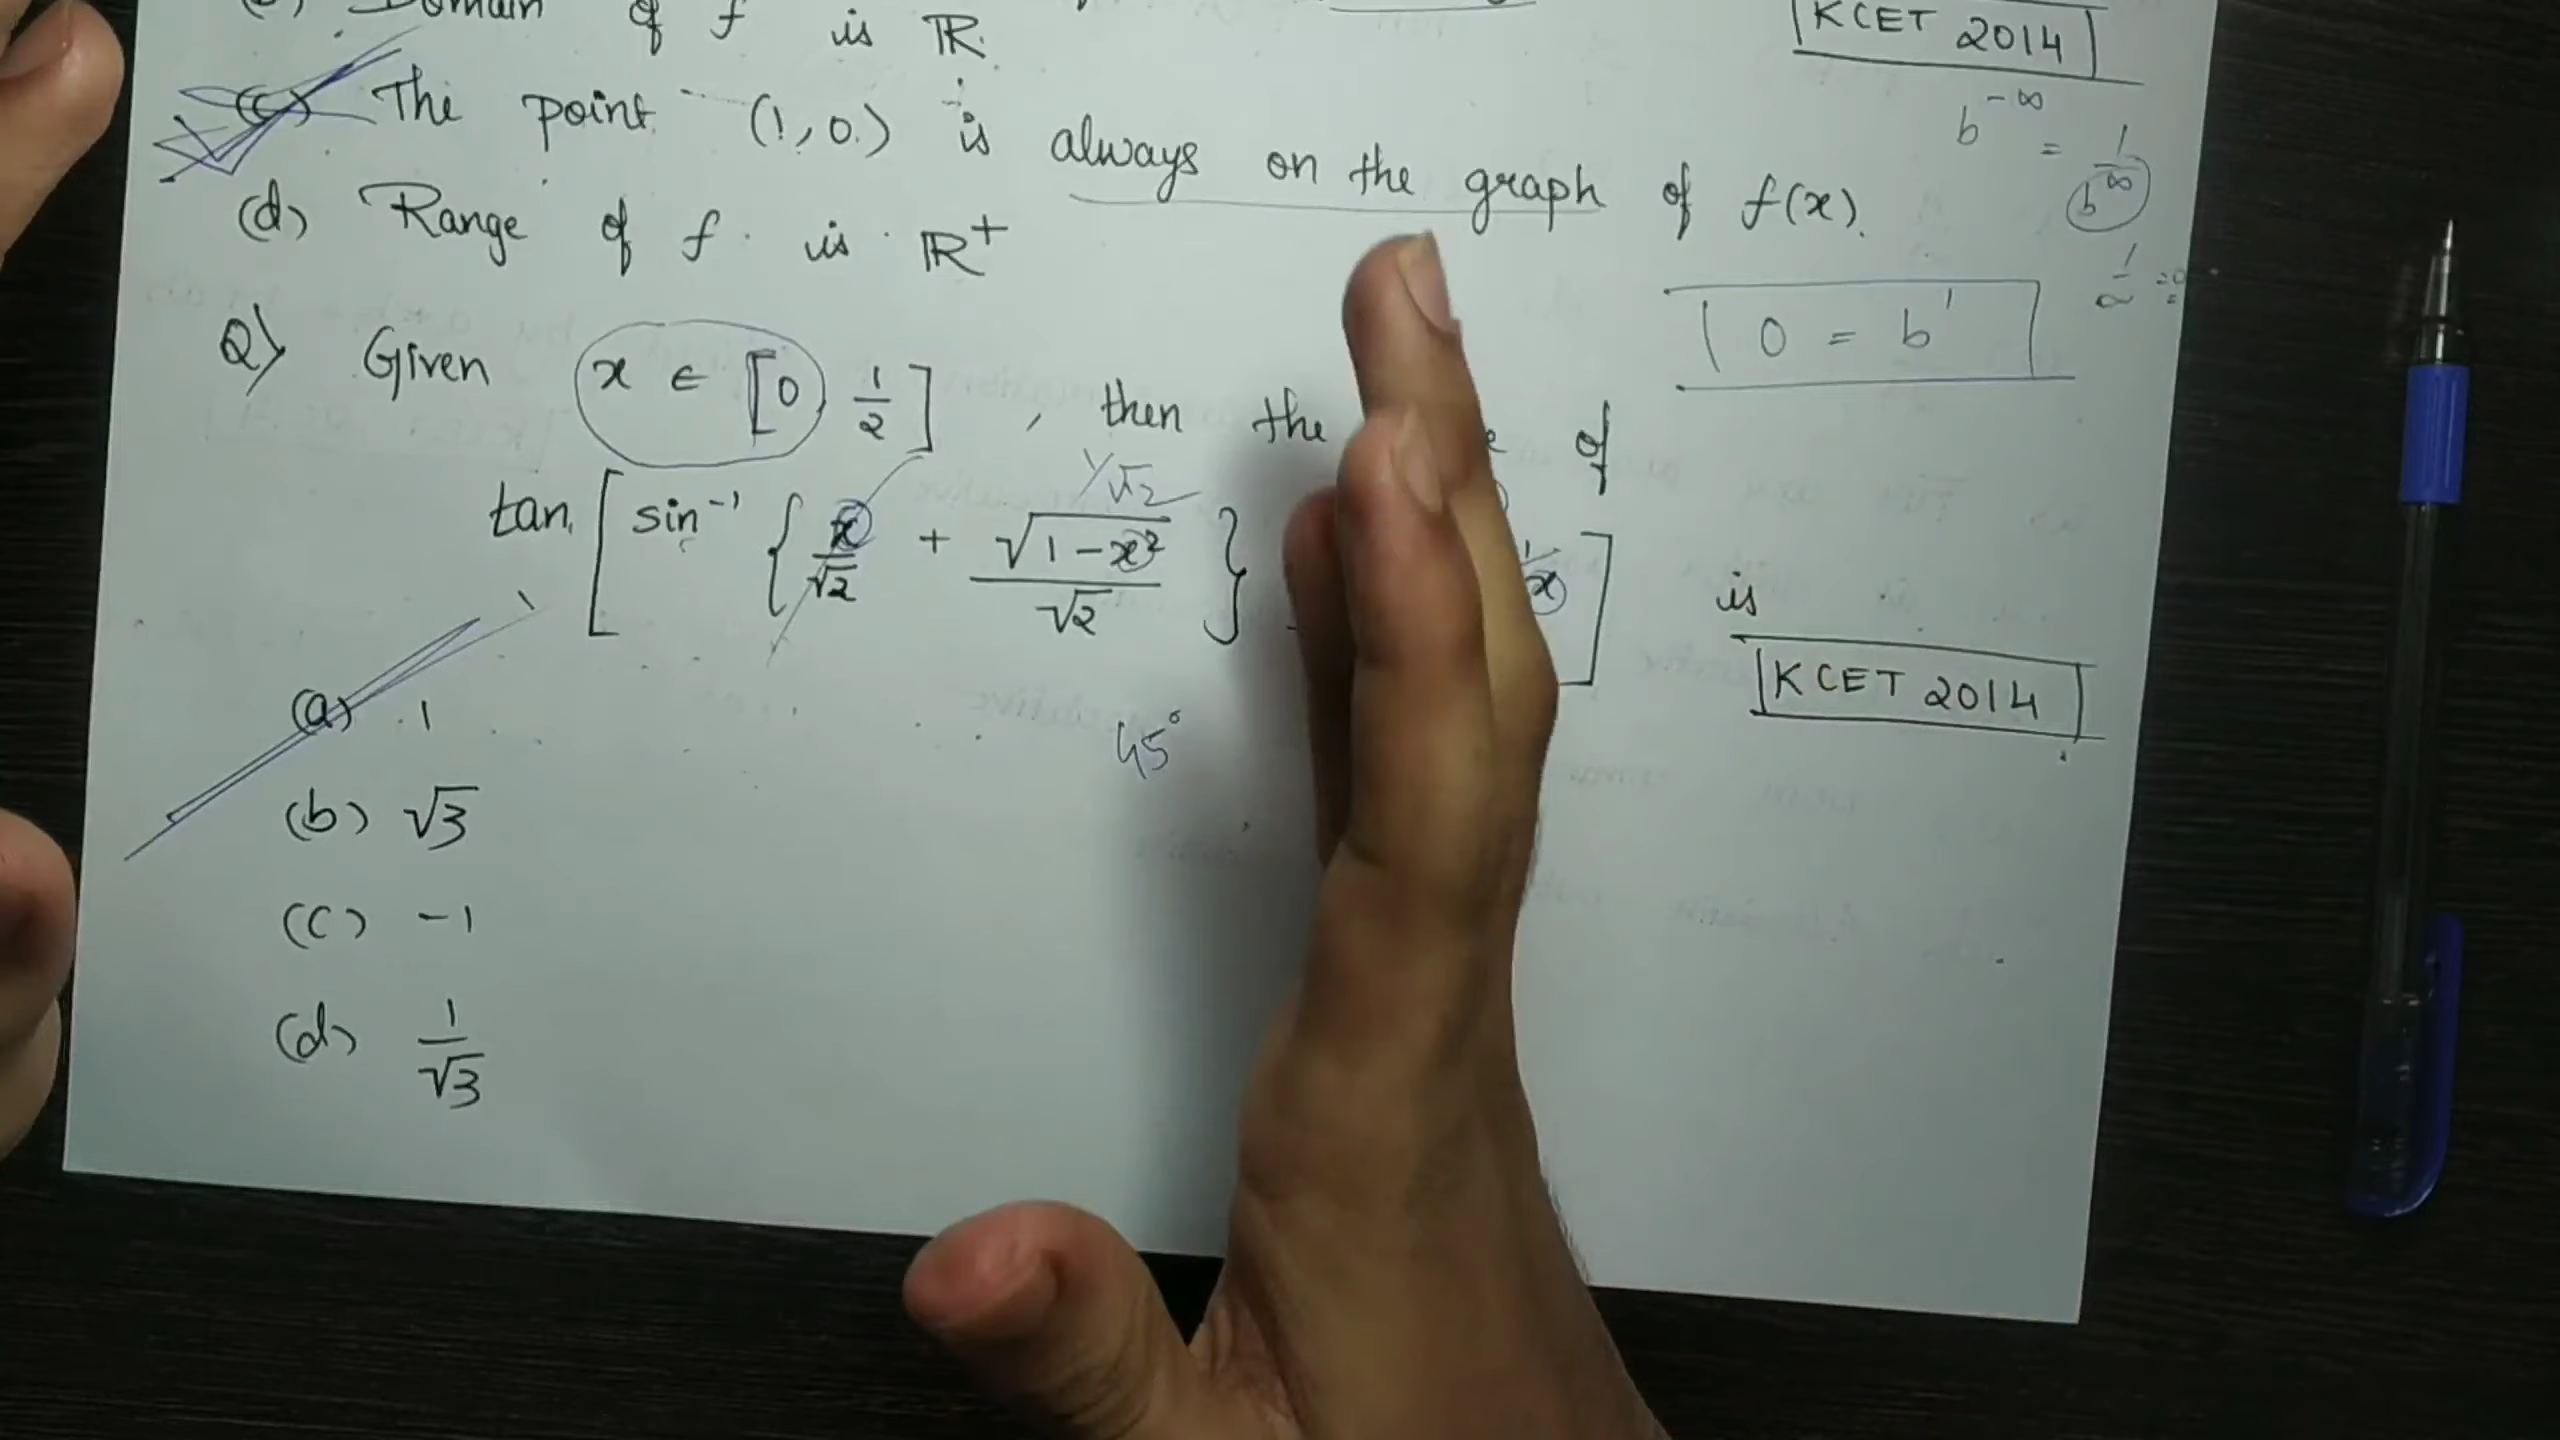 Domain of f is ℝ.
KCET 2014
(c) The point (1, 0) is always on the graph of f(x).
b^-∞ = 1/b^∞
(d) Range of f is ℝ⁺
0 = b¹
Q) Given x ∈ [0, 1/2], then the of
1/√2
tan [sin⁻¹ {x/√2 + √(1-x²)/√2} x] is
KCET 2014
(a) 1
45°
(b) √3
(c) -1
(d) 1/√3